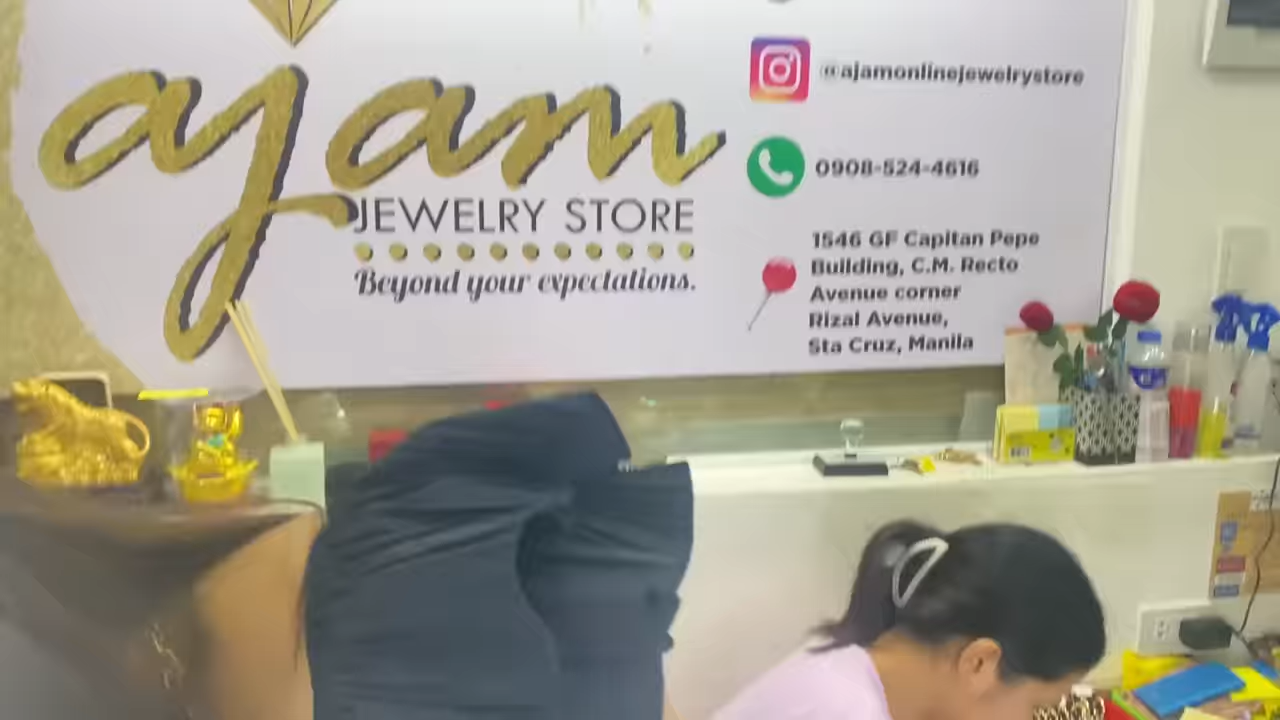 ajam
JEWELRY STORE
Beyond your expectations.
@ajamonlinejewelrystore
0908-524-4616
1546 GF Capitan Pepe
Building, C.M. Recto
Avenue corner
Rizal Avenue,
Sta Cruz, Manila